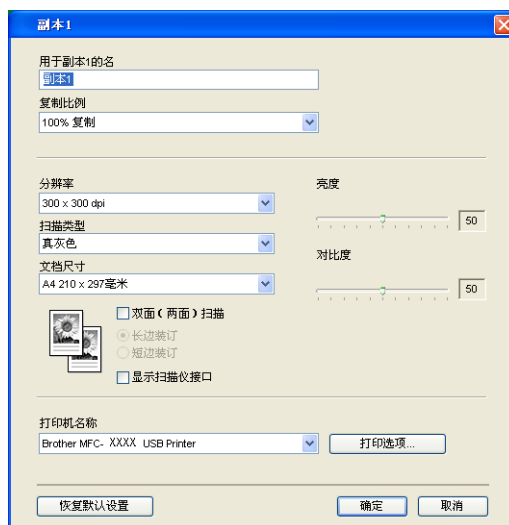 副本1
用于副本1的名
副本1
复制比例
100% 复制
分辨率
300 x 300 dpi
亮度
50
扫描类型
真灰色
对比度
文档尺寸
A4 210 x 297毫米
50
双面(两面)扫描
长边装订
短边装订
显示扫描仪接口
打印机名称
Brother MFC- XXXX USB Printer
打印选项...
恢复默认设置
确定
取消